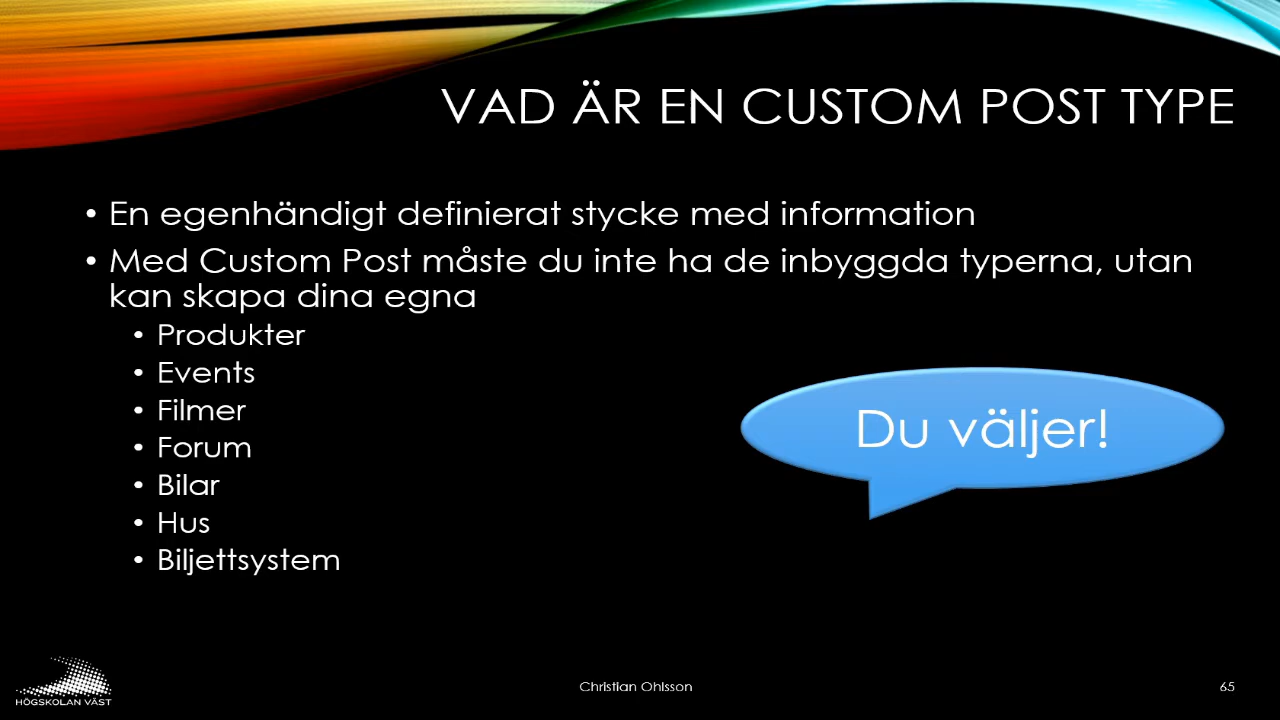 VAD ÄR EN CUSTOM POST TYPE
• En egenhändigt definierat stycke med information
• Med Custom Post måste du inte ha de inbyggda typerna, utan
kan skapa dina egna
• Produkter
• Events
• Filmer
• Forum
• Bilar
• Hus
• Biljettsystem
Du väljer!
HÖGSKOLAN VÄST
Christian Ohlsson
65